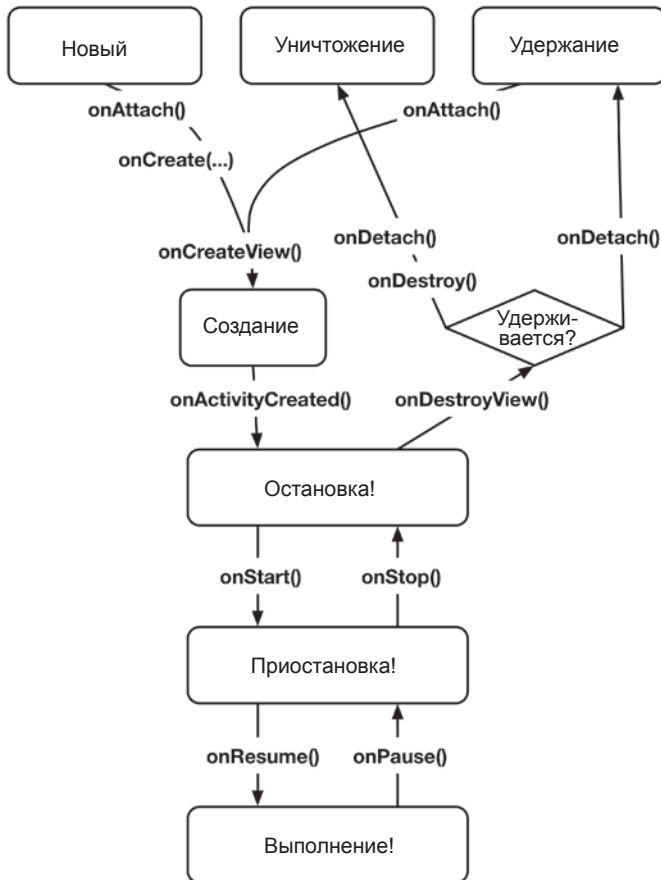 Новый
Уничтожение
Удержание
onAttach()
onAttach()
onCreate(...)
onCreateView()
onDetach()
onDetach()
onDestroy()
Создание
Удержи-
вается?
onActivityCreated()
onDestroyView()
Остановка!
onStart()
onStop()
Приостановка!
onResume()
onPause()
Выполнение!